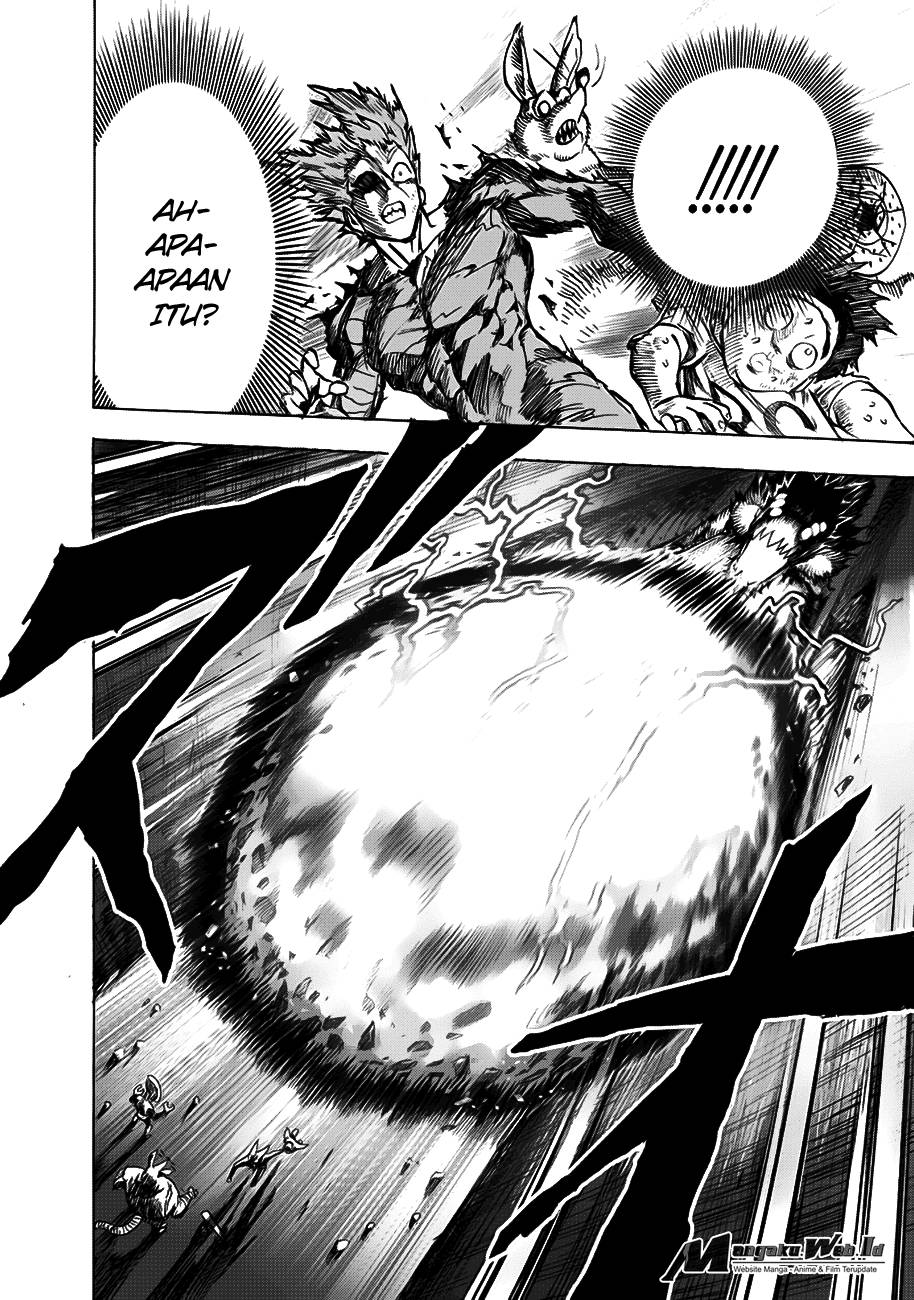 !!!!!!
AH-
APA-
APAAN
ITU?
Mangaku.Web.Id
Website Manga - Anime & Film Terupdate